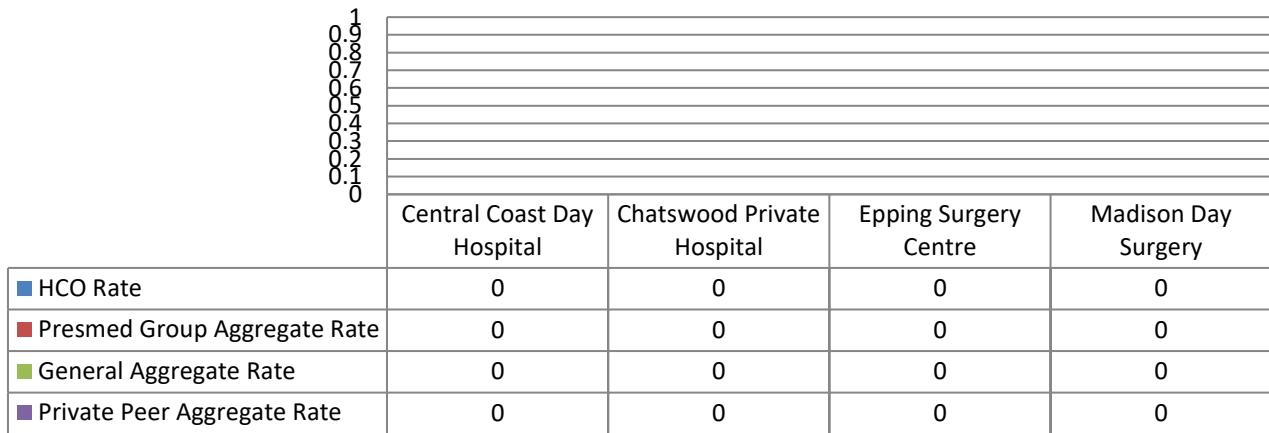 1
0.9
0.8
0.7
0.6
0.5
0.4
0.3
0.2
0.1
0
Central Coast Day Hospital
Chatswood Private Hospital
Epping Surgery Centre
Madison Day Surgery
HCO Rate 0 0 0 0
Presmed Group Aggregate Rate 0 0 0 0
General Aggregate Rate 0 0 0 0
Private Peer Aggregate Rate 0 0 0 0